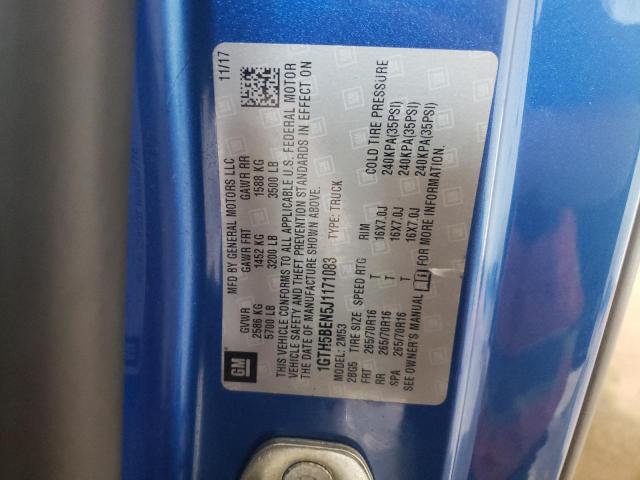 GM
MFD BY GENERAL MOTORS LLC 11/17
GVWR GAWR FRT GAWR RR
2586 KG 1452 KG 1588 KG
5700 LB 3200 LB 3500 LB
THIS VEHICLE CONFORMS TO ALL APPLICABLE U.S. FEDERAL MOTOR
VEHICLE SAFETY AND THEFT PREVENTION STANDARDS IN EFFECT ON
THE DATE OF MANUFACTURE SHOWN ABOVE.
1GTH5BEN5J1171083 TYPE: TRUCK
MODEL: 2M53
2BG5 TIRE SIZE SPEED RTG RIM COLD TIRE PRESSURE
FRT 265/70R16 T 16X7.0J 240KPA(35PSI)
RR 265/70R16 T 16X7.0J 240KPA(35PSI)
SPA 265/70R16 T 16X7.0J 240KPA(35PSI)
SEE OWNER'S MANUAL FOR MORE INFORMATION.